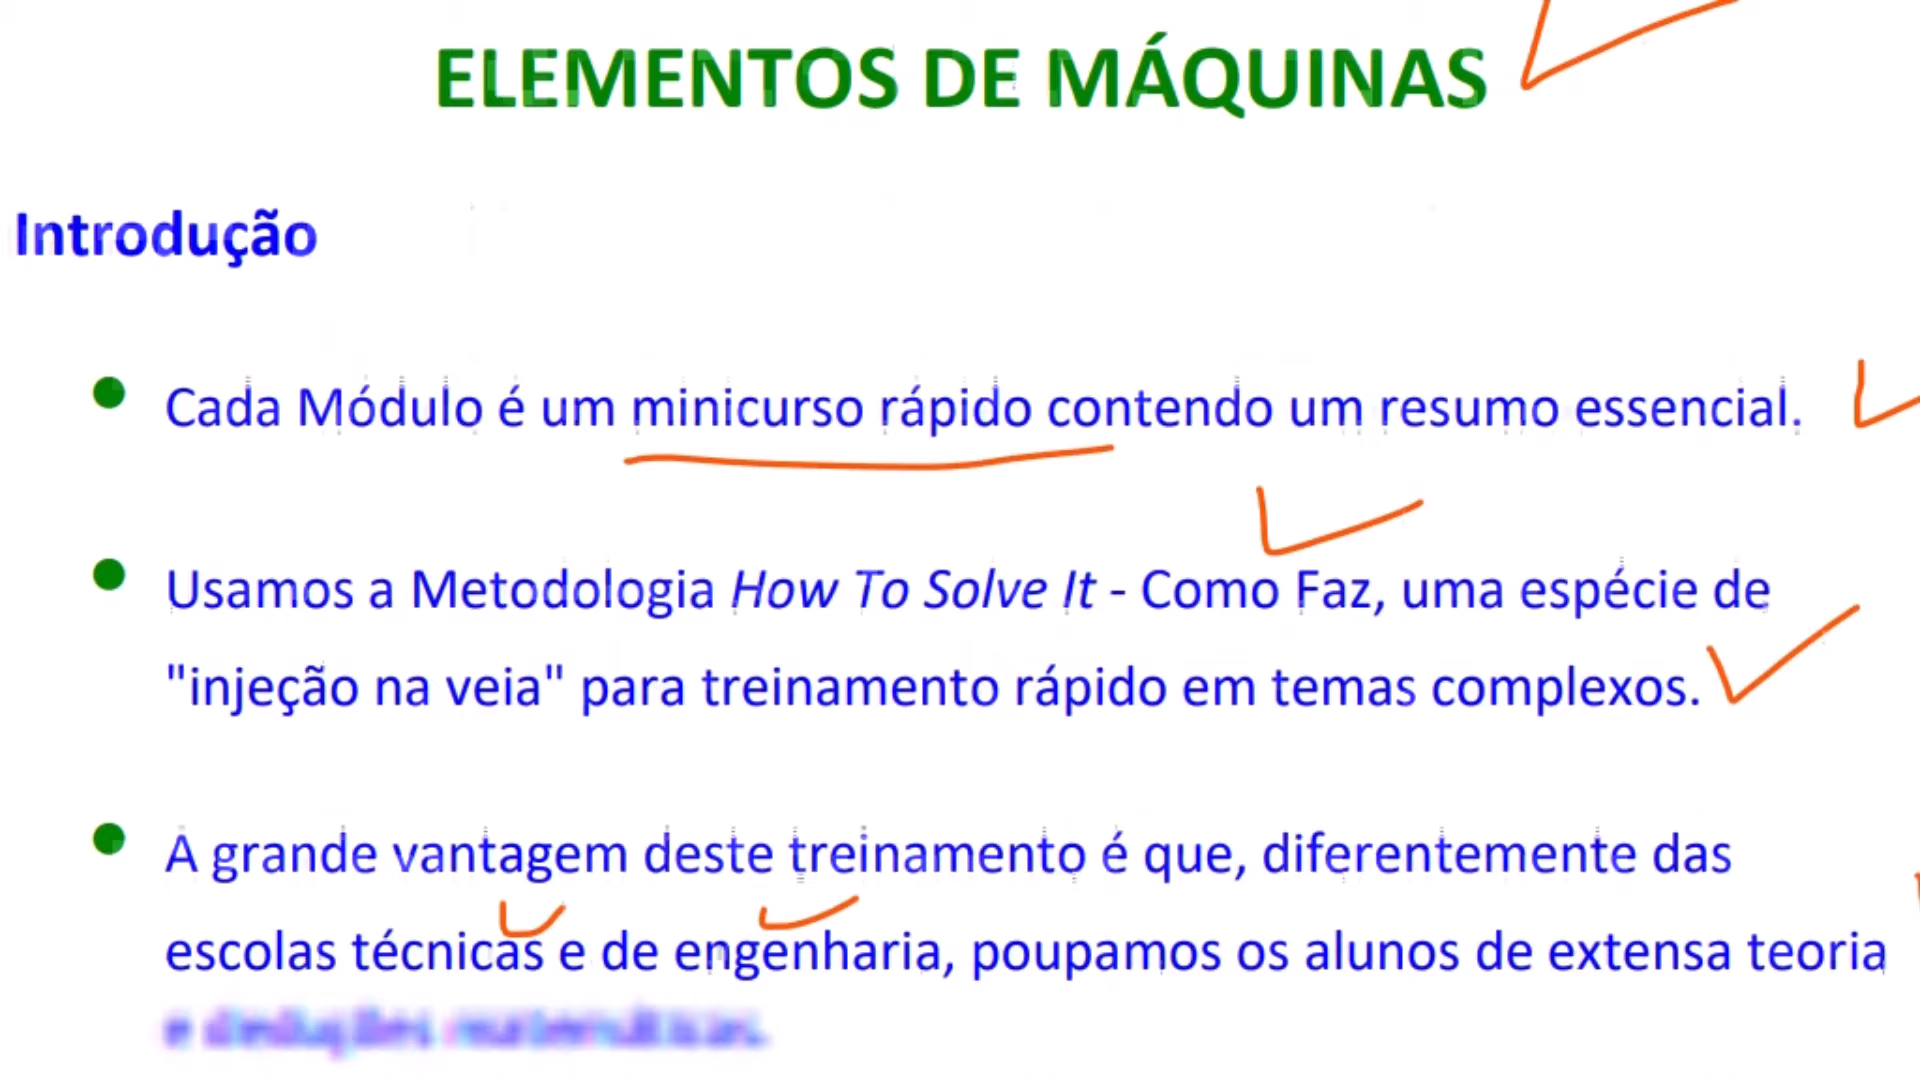 ELEMENTOS DE MÁQUINAS
Introdução
Cada Módulo é um minicurso rápido contendo um resumo essencial.
Usamos a Metodologia How To Solve It - Como Faz, uma espécie de
"injeção na veia" para treinamento rápido em temas complexos.
A grande vantagem deste treinamento é que, diferentemente das
escolas técnicas e de engenharia, poupamos os alunos de extensa teoria
e deduções matemáticas.